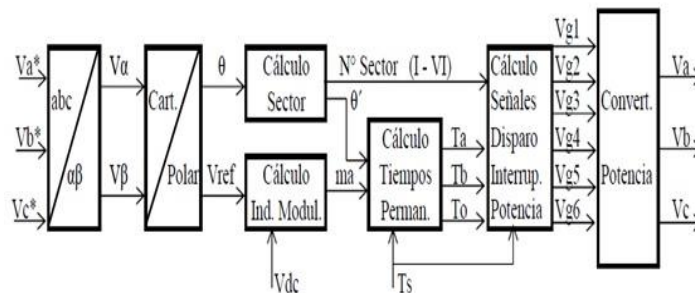 Va*
Vb*
Vc*
abc
αβ
Vα
Vβ
Cart.
Polar
θ
Vref
Cálculo
Sector
N° Sector (I - VI)
θ´
Cálculo
Ind. Modul.
Vdc
ma
Cálculo
Tiempos
Perman.
Ta
Tb
To
Ts
Cálculo
Señales
Disparo
Interrup.
Potencia
Vg1
Vg2
Vg3
Vg4
Vg5
Vg6
Convert.
Potencia
Va
Vb
Vc